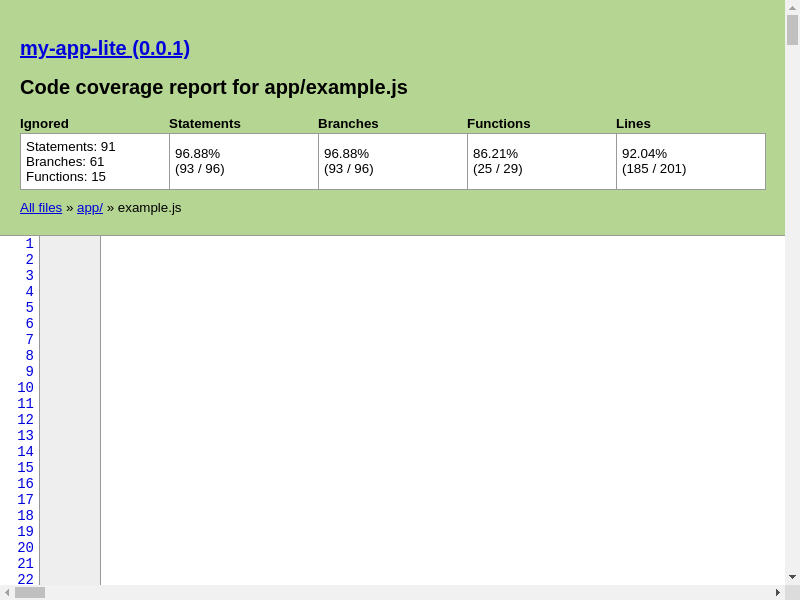 my-app-lite (0.0.1)
Code coverage report for app/example.js
Ignored Statements Branches Functions Lines
Statements: 91
Branches: 61
Functions: 15
96.88%
(93 / 96)
96.88%
(93 / 96)
86.21%
(25 / 29)
92.04%
(185 / 201)
All files » app/ » example.js
1
2
3
4
5
6
7
8
9
10
11
12
13
14
15
16
17
18
19
20
21
22